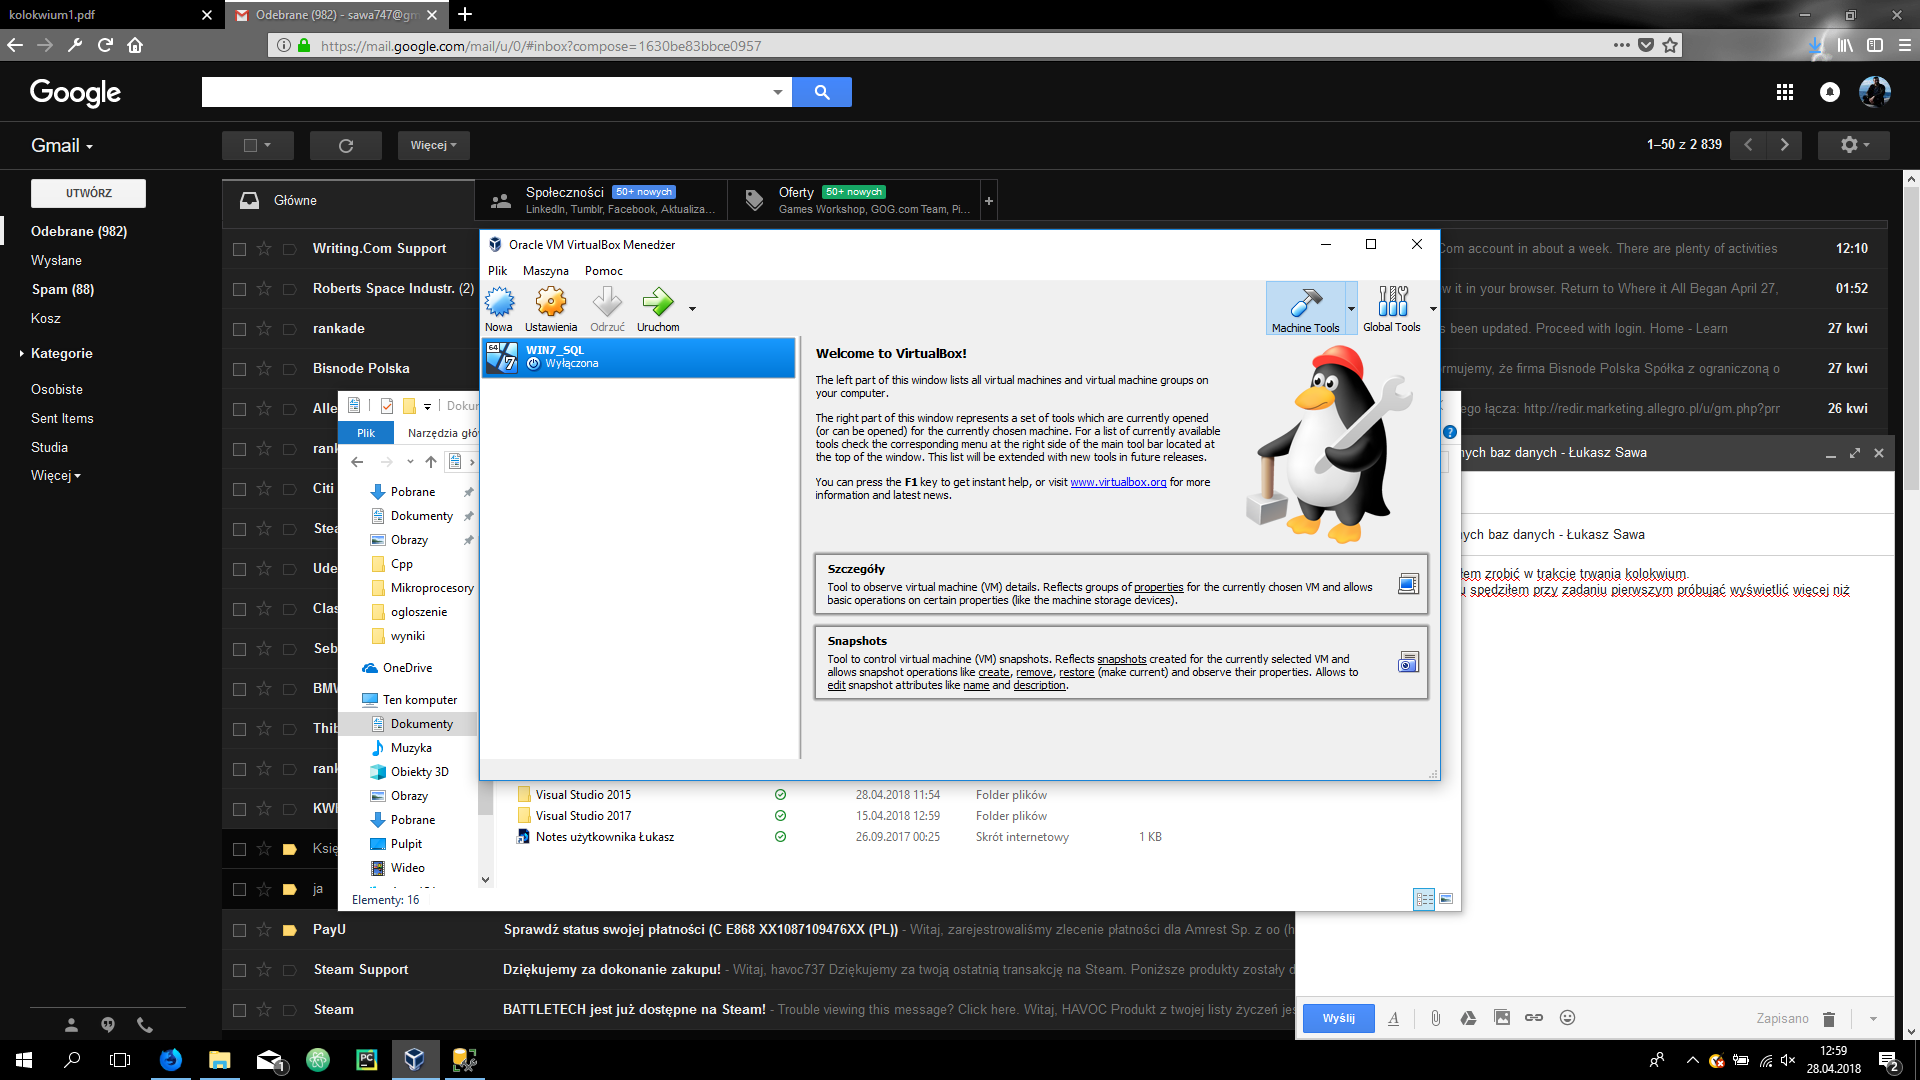 kolokwium1.pdf
Odebrane (982) - sawa747@gm
https://mail.google.com/mail/u/0/#inbox?compose=1630be83bbce0957
Google
Gmail
Więcej
1–50 z 2 839
UTWÓRZ
Odebrane (982)
Wysłane
Spam (88)
Kosz
Kategorie
Osobiste
Sent Items
Studia
Więcej
Główne
Społeczności 50+ nowych
LinkedIn, Tumblr, Facebook, Aktualiza…
Oferty 50+ nowych
Games Workshop, GOG.com Team, Pi…
Writing.Com Support
Com account in about a week. There are plenty of activities 12:10
Roberts Space Industr. (2)
w it in your browser. Return to Where it All Began April 27, 01:52
rankade
s been updated. Proceed with login. Home - Learn 27 kwi
Bisnode Polska
rmujemy, że firma Bisnode Polska Spółka z ograniczoną o 27 kwi
Alle
ego łącza: http://redir.marketing.allegro.pl/u/gm.php?prr 26 kwi
rank
Citi
Stea
Ude
Clas
Seb
BMW
Thib
rank
KWI
Księ
ja
PayU
Sprawdź status swojej płatności (C E868 XX1087109476XX (PL)) - Witaj, zarejestrowaliśmy zlecenie płatności dla Amrest Sp. z oo (h
Steam Support
Dziękujemy za dokonanie zakupu! - Witaj, havoc737 Dziękujemy za twoją ostatnią transakcję na Steam. Poniższe produkty zostały d
Steam
BATTLETECH jest już dostępne na Steam! - Trouble viewing this message? Click here. Witaj, HAVOC Produkt z twojej listy życzeń jes
Oracle VM VirtualBox Menedżer
Plik Maszyna Pomoc
Nowa Ustawienia Odrzuć Uruchom
Machine Tools Global Tools
64
7
WIN7_SQL
Wyłączona
Welcome to VirtualBox!
The left part of this window lists all virtual machines and virtual machine groups on
your computer.
The right part of this window represents a set of tools which are currently opened
(or can be opened) for the currently chosen machine. For a list of currently available
tools check the corresponding menu at the right side of the main tool bar located at
the top of the window. This list will be extended with new tools in future releases.
You can press the F1 key to get instant help, or visit www.virtualbox.org for more
information and latest news.
Szczegóły
Tool to observe virtual machine (VM) details. Reflects groups of properties for the currently chosen VM and allows
basic operations on certain properties (like the machine storage devices).
Snapshots
Tool to control virtual machine (VM) snapshots. Reflects snapshots created for the currently selected VM and
allows snapshot operations like create, remove, restore (make current) and observe their properties. Allows to
edit snapshot attributes like name and description.
Doku
Plik Narzędzia głów
Pobrane
Dokumenty
Obrazy
Cpp
Mikroprocesory
ogloszenie
wyniki
OneDrive
Ten komputer
Dokumenty
Muzyka
Obiekty 3D
Obrazy
Pobrane
Pulpit
Wideo
Visual Studio 2015 28.04.2018 11:54 Folder plików
Visual Studio 2017 15.04.2018 12:59 Folder plików
Notes użytkownika Łukasz 26.09.2017 00:25 Skrót internetowy 1 KB
Elementy: 16
nych baz danych - Łukasz Sawa
nych baz danych - Łukasz Sawa
łem zrobić w trakcie trwania kolokwium.
u spędziłem przy zadaniu pierwszym próbując wyświetlić więcej niż
Wyślij
Zapisano
1
PC
12:59
28.04.2018
2